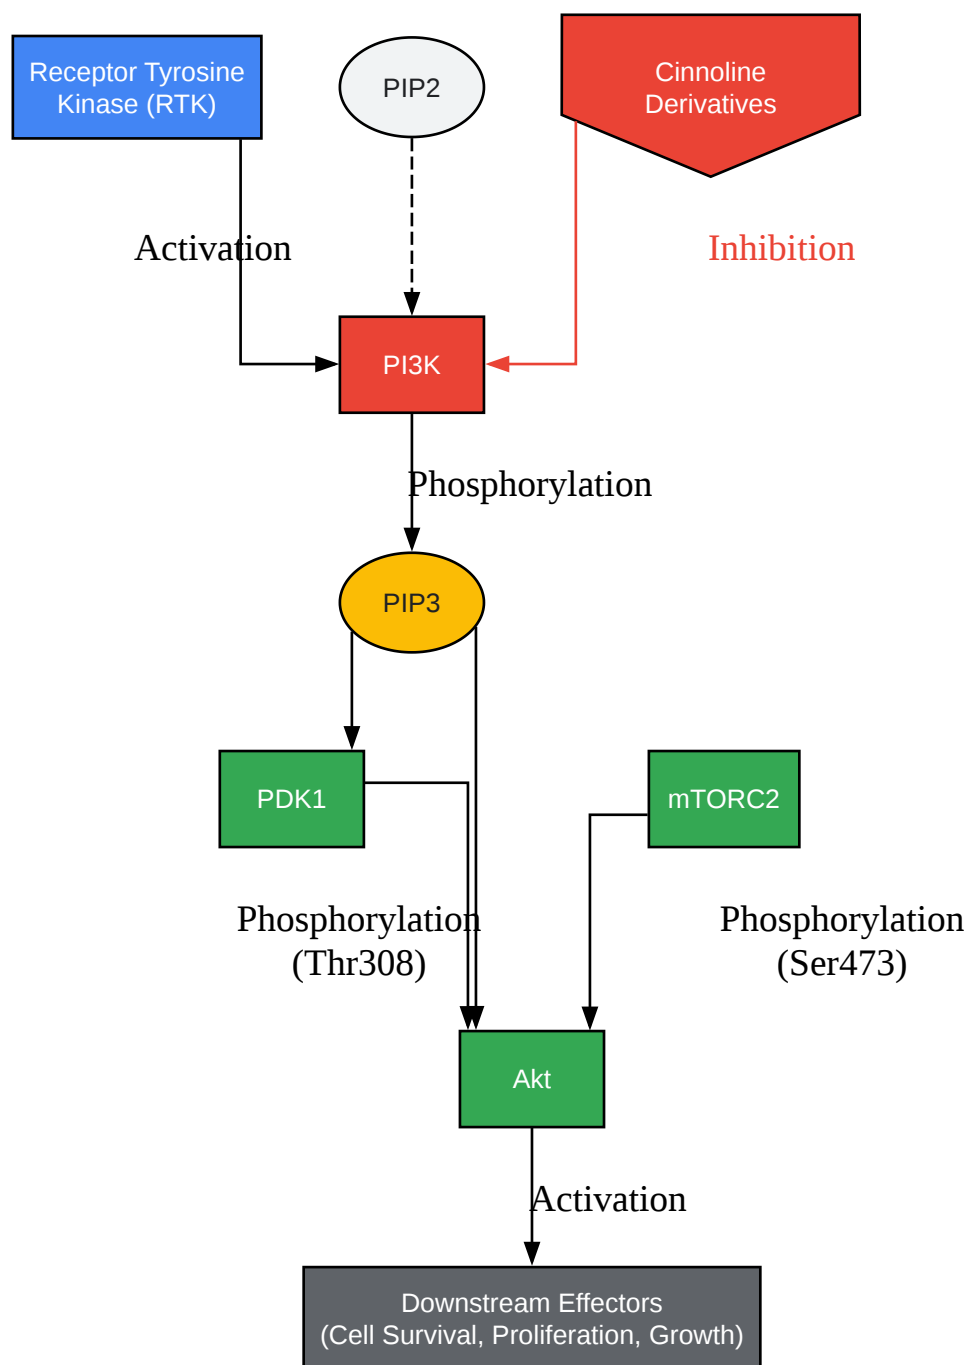 Receptor Tyrosine
Kinase (RTK)
PIP2
Cinnoline
Derivatives
Activation
Inhibition
PI3K
Phosphorylation
PIP3
PDK1
mTORC2
Phosphorylation
(Thr308)
Phosphorylation
(Ser473)
Akt
Activation
Downstream Effectors
(Cell Survival, Proliferation, Growth)